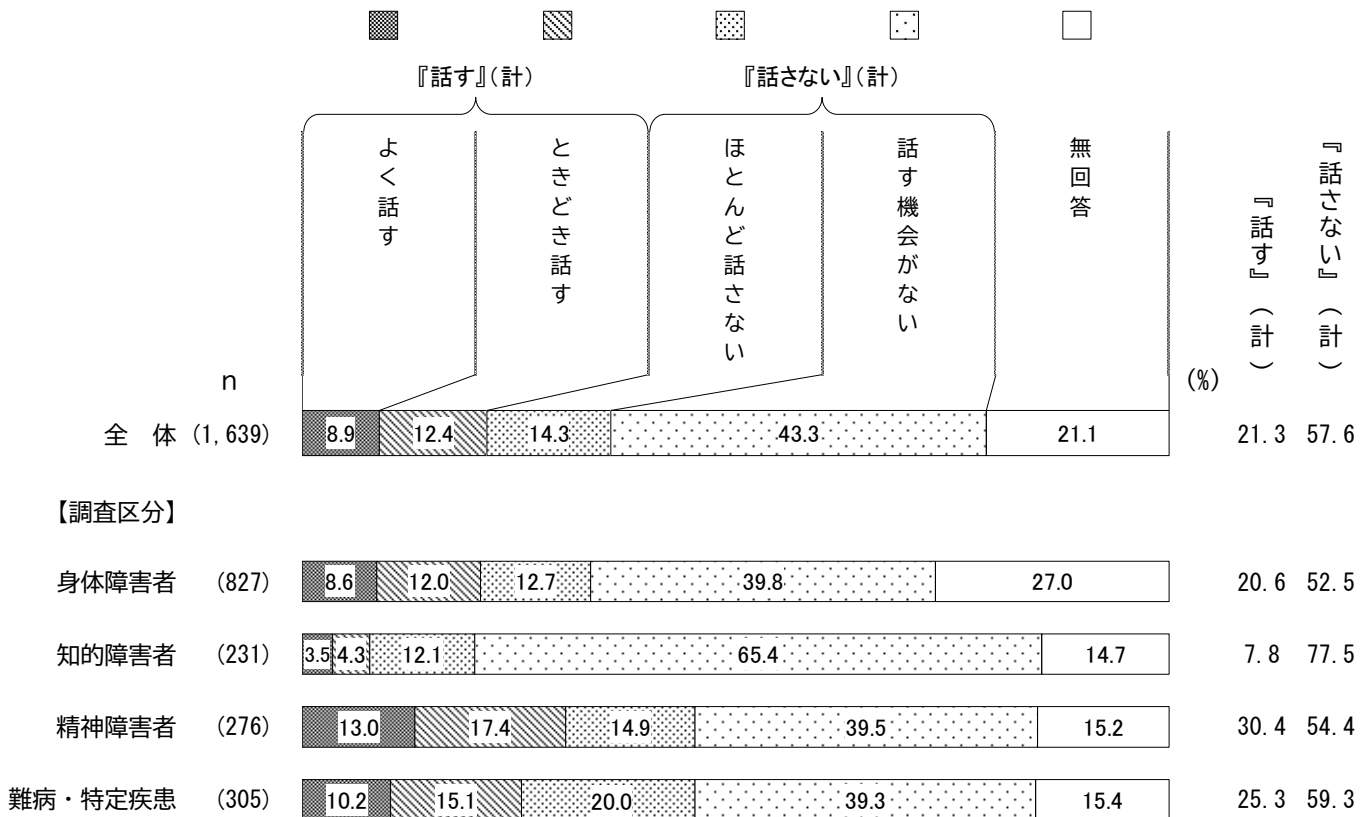 『話す』(計)
『話さない』(計)
よく話す
ときどき話す
ほとんど話さない
話す機会がない
無回答
『話す』(計)
『話さない』(計)
n
(%)
全 体 (1,639) 8.9 12.4 14.3 43.3 21.1 21.3 57.6
【調査区分】
身体障害者 (827) 8.6 12.0 12.7 39.8 27.0 20.6 52.5
知的障害者 (231) 3.5 4.3 12.1 65.4 14.7 7.8 77.5
精神障害者 (276) 13.0 17.4 14.9 39.5 15.2 30.4 54.4
難病・特定疾患 (305) 10.2 15.1 20.0 39.3 15.4 25.3 59.3